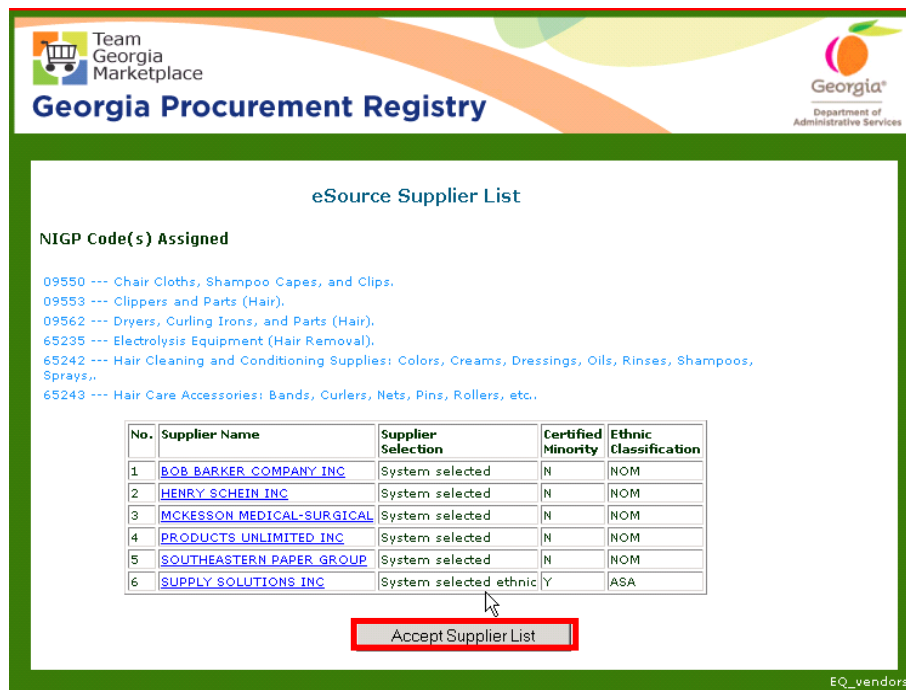 Team
Georgia
Marketplace
Georgia Procurement Registry
Georgia®
Department of
Administrative Services
eSource Supplier List
NIGP Code(s) Assigned
09550 --- Chair Cloths, Shampoo Capes, and Clips.
09553 --- Clippers and Parts (Hair).
09562 --- Dryers, Curling Irons, and Parts (Hair).
65235 --- Electrolysis Equipment (Hair Removal).
65242 --- Hair Cleaning and Conditioning Supplies: Colors, Creams, Dressings, Oils, Rinses, Shampoos,
Sprays,.
65243 --- Hair Care Accessories: Bands, Curlers, Nets, Pins, Rollers, etc..
No. Supplier Name Supplier Selection Certified Minority Ethnic Classification
1 BOB BARKER COMPANY INC System selected N NOM
2 HENRY SCHEIN INC System selected N NOM
3 MCKESSON MEDICAL-SURGICAL System selected N NOM
4 PRODUCTS UNLIMITED INC System selected N NOM
5 SOUTHEASTERN PAPER GROUP System selected N NOM
6 SUPPLY SOLUTIONS INC System selected ethnic Y ASA
Accept Supplier List
EQ_vendors